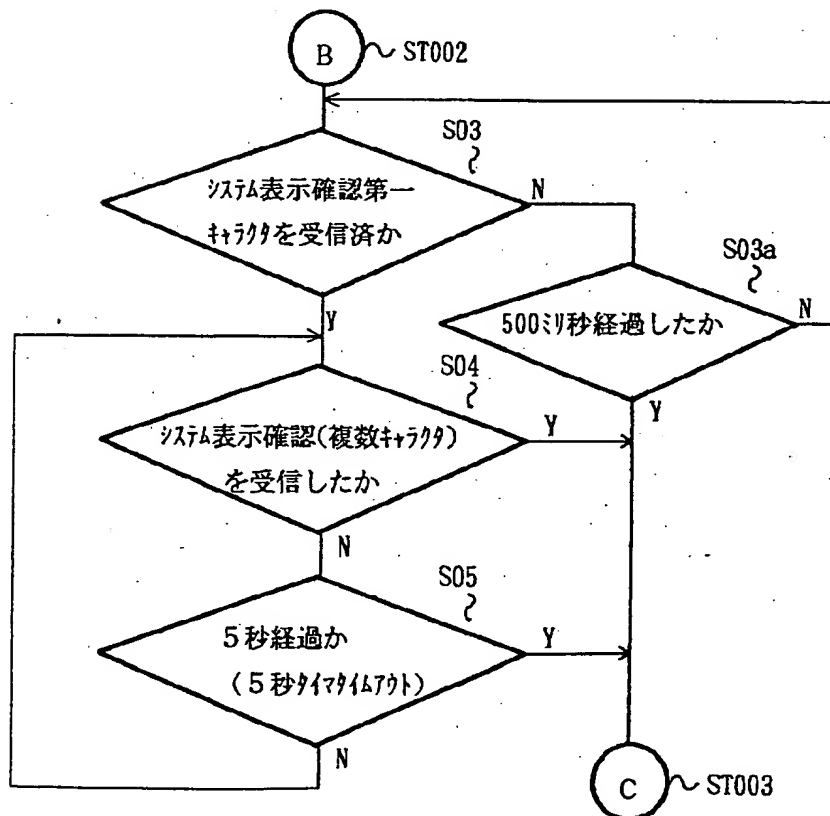 B
ST002
S03
システム表示確認第一
キャラクタを受信済か
N
Y
S03a
500ミリ秒経過したか
N
Y
S04
システム表示確認(複数キャラクタ)
を受信したか
Y
N
S05
5秒経過か
(5秒タイマタイムアウト)
Y
N
C
ST003